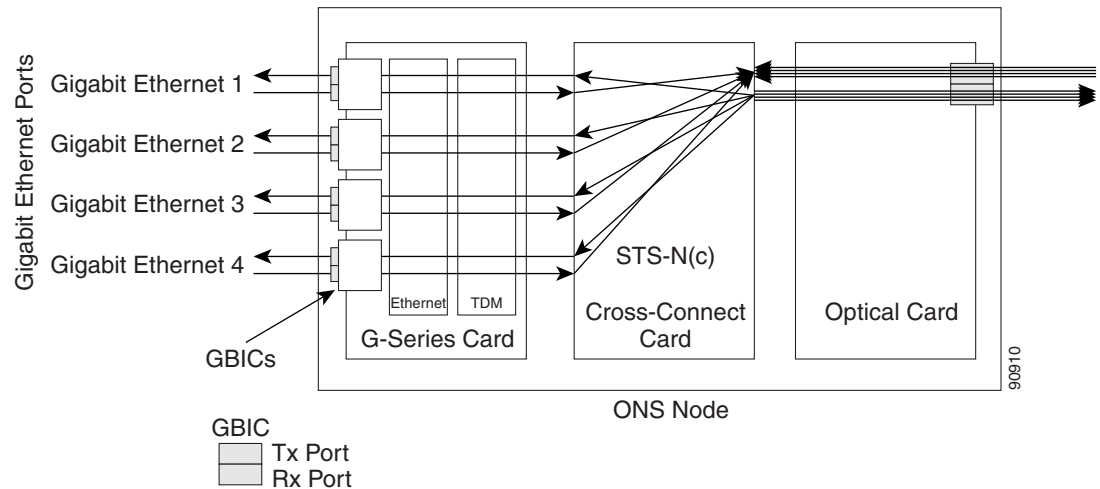 Gigabit Ethernet Ports
Gigabit Ethernet 1
Gigabit Ethernet 2
Gigabit Ethernet 3
Gigabit Ethernet 4
GBICs
Ethernet
TDM
G-Series Card
STS-N(c)
Cross-Connect
Card
Optical Card
90910
ONS Node
GBIC
Tx Port
Rx Port